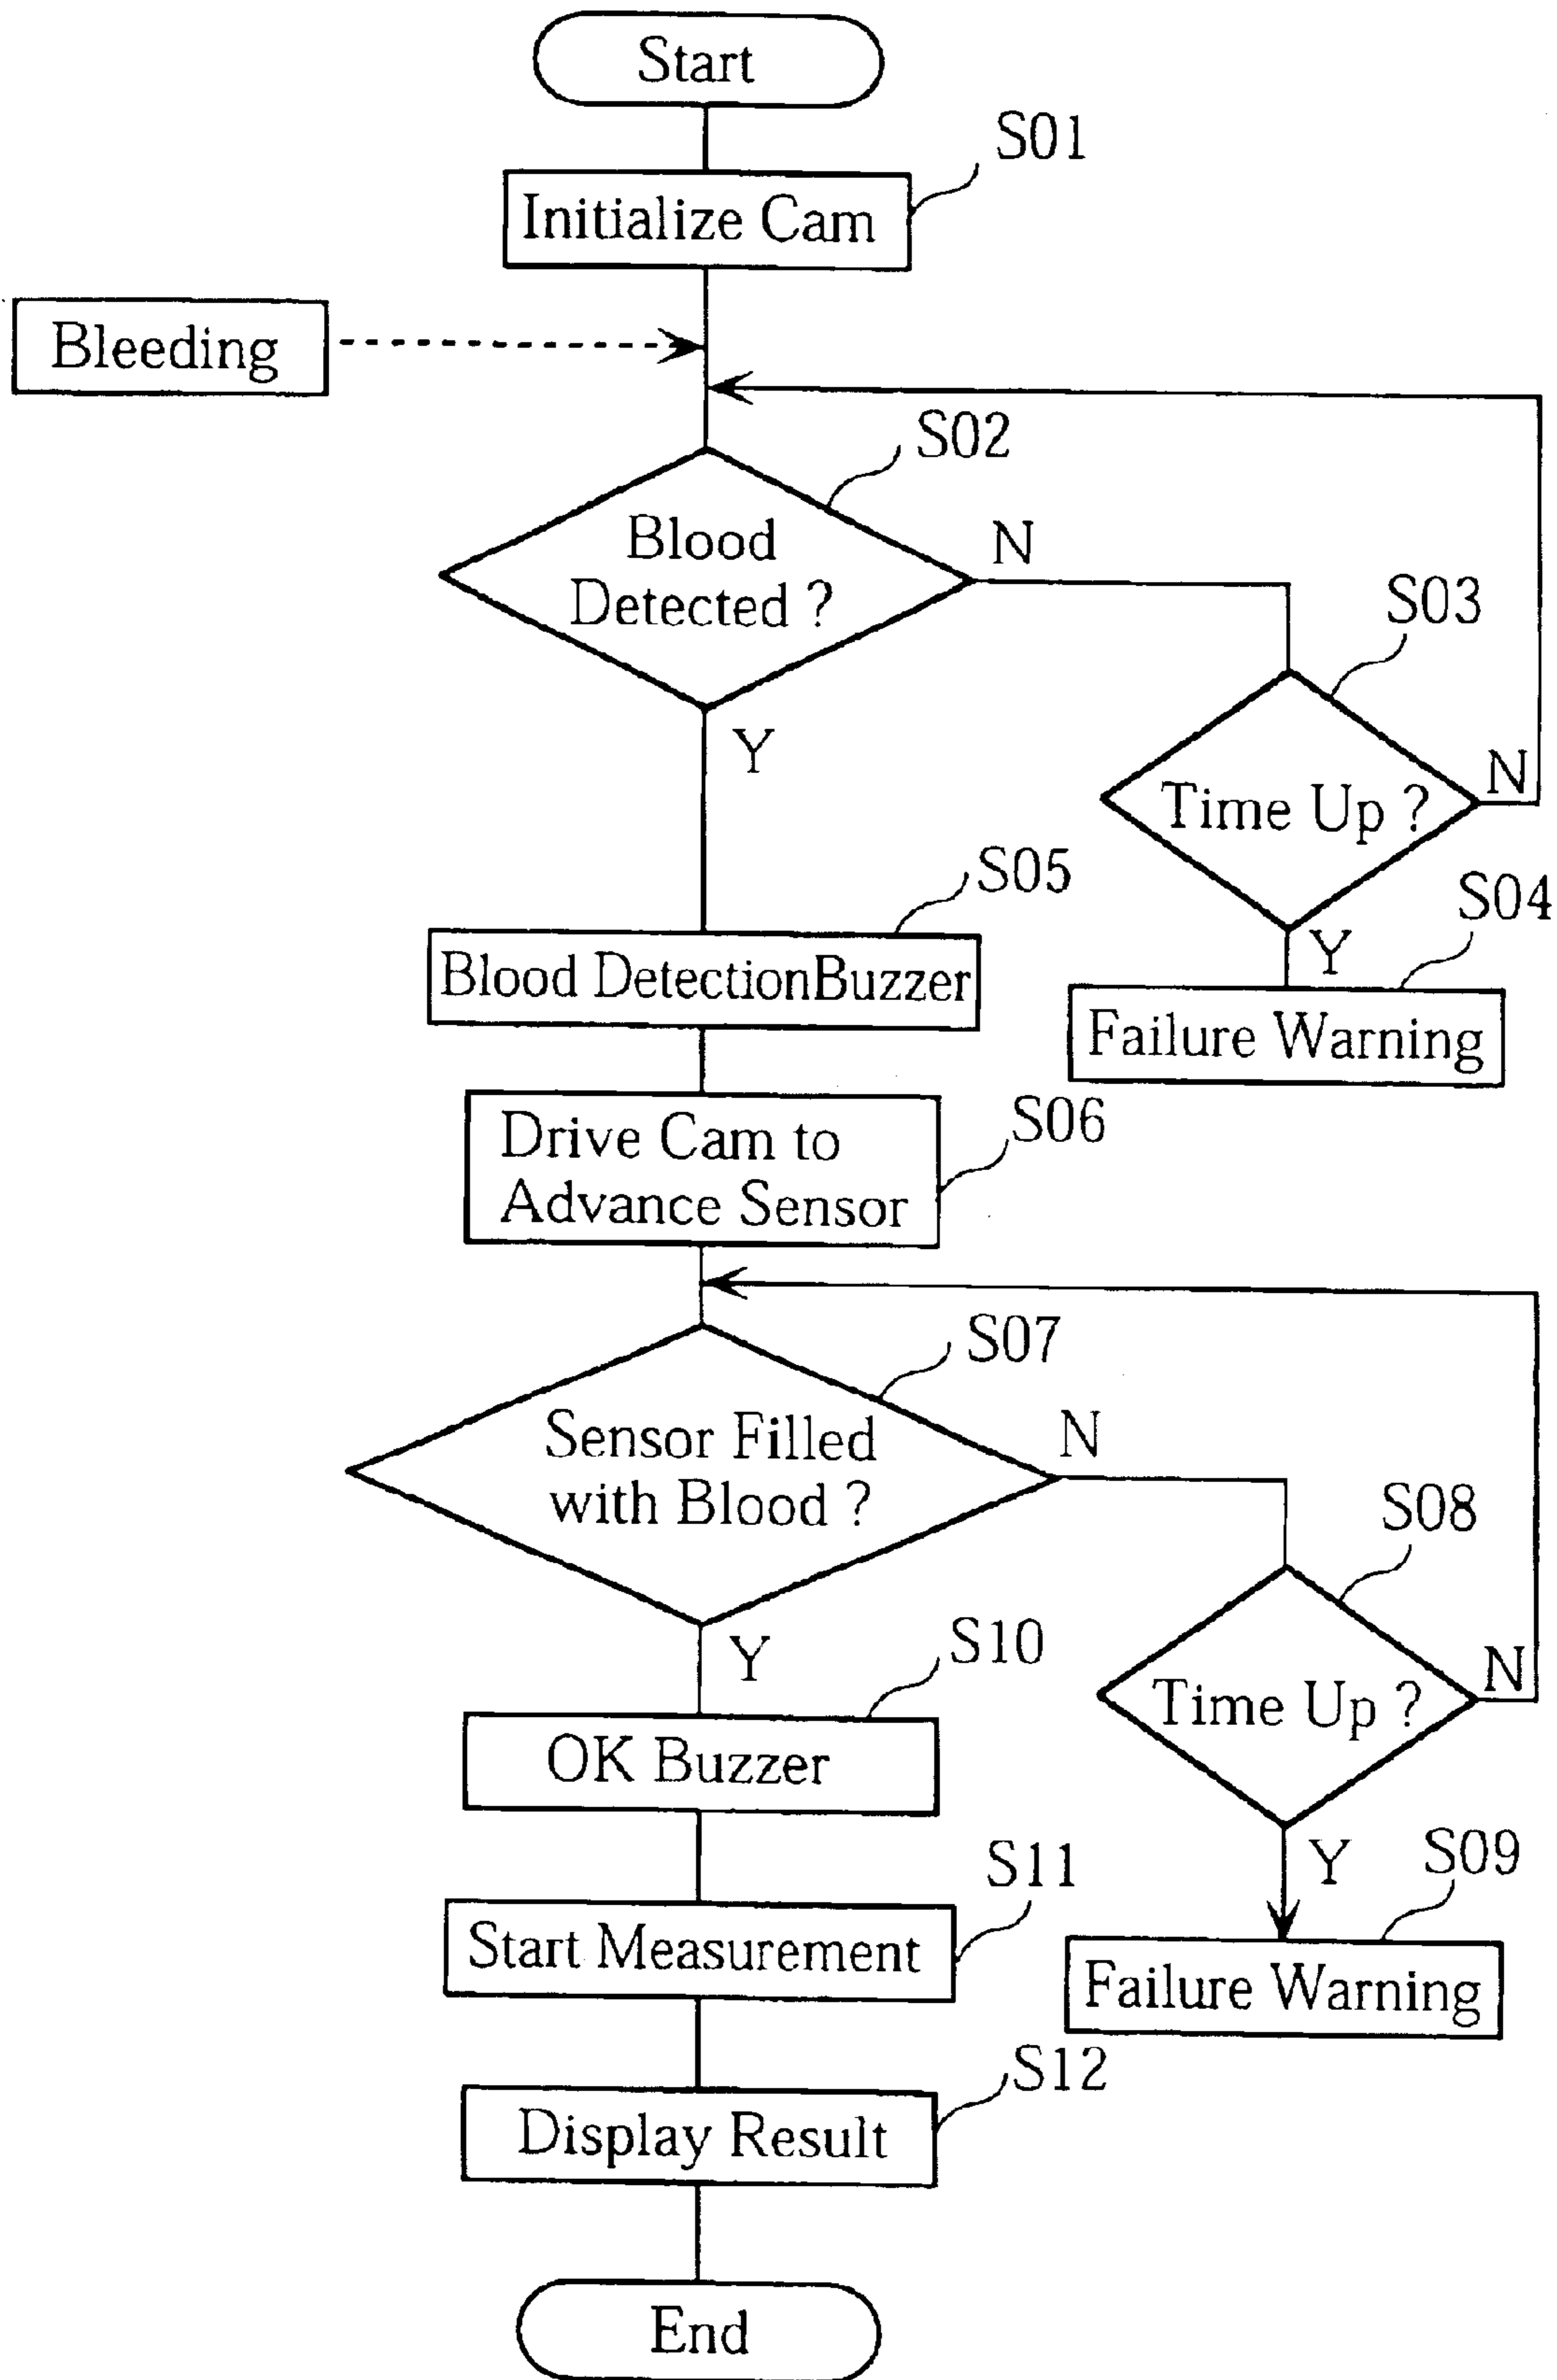 Start
S01
Initialize Cam
Bleeding
S02
Blood
Detected ?
N
S03
Y
Time Up ?
N
S05
S04
Y
Blood DetectionBuzzer
Failure Warning
S06
Drive Cam to
Advance Sensor
S07
Sensor Filled
with Blood ?
N
S08
Y
S10
Time Up ?
N
OK Buzzer
Y
S09
S11
Start Measurement
Failure Warning
S12
Display Result
End